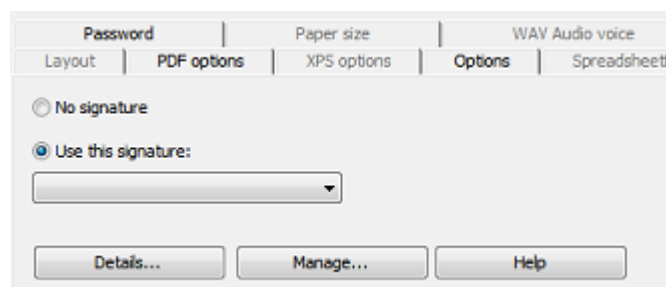 Password Paper size WAV Audio voice
Layout PDF options XPS options Options Spreadsheet
No signature
Use this signature:
Details... Manage... Help